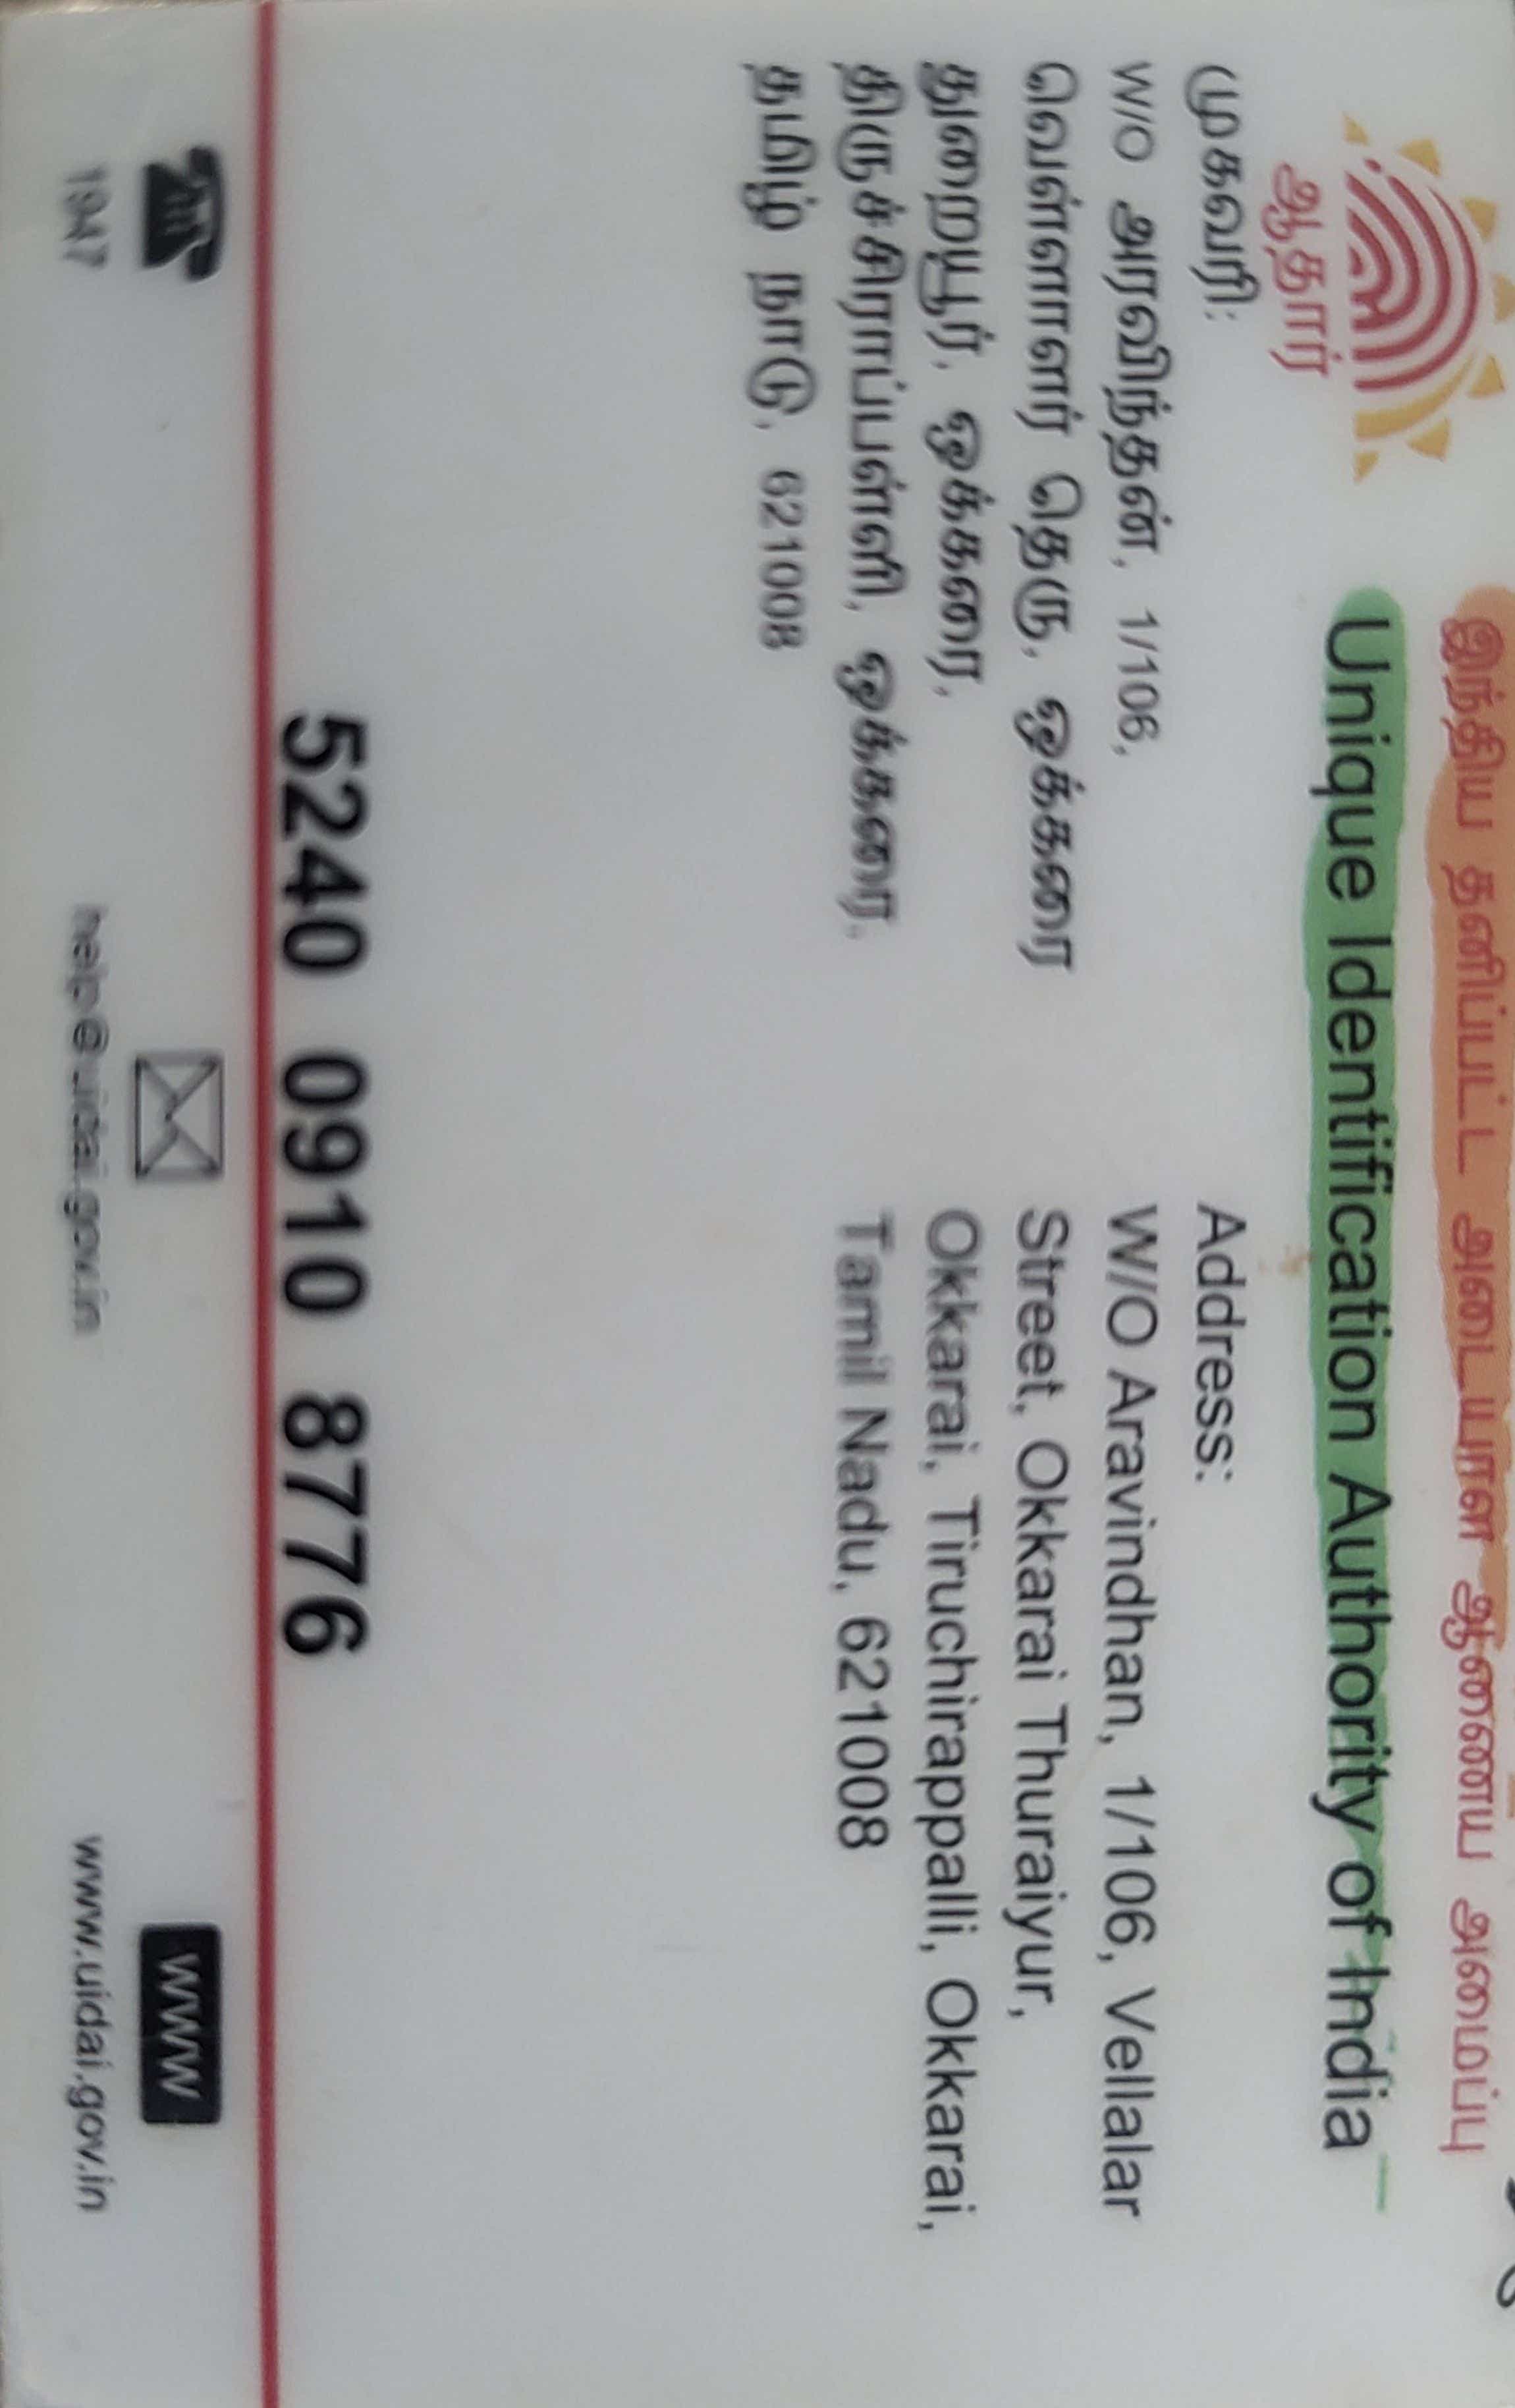 இந்திய தனிப்பட்ட அடையாள ஆணைய அமைப்பு
Unique Identification Authority of India
ஆதார்
முகவரி:
W/O அரவிந்தன், 1/106,
வெள்ளாளர் தெரு, ஒக்கரை
துறையூர், ஒக்கரை,
திருச்சிராப்பள்ளி, ஒக்கரை,
தமிழ் நாடு, 621008
Address:
W/O Aravindhan, 1/106, Vellalar
Street, Okkarai Thuraiyur,
Okkarai, Tiruchirappalli, Okkarai,
Tamil Nadu, 621008
5240 0910 8776
www
1947
help@uidai.gov.in
www.uidai.gov.in